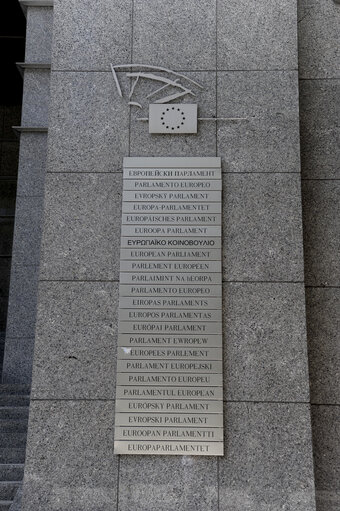 ЕВРОПЕЙСКИ ПАРЛАМЕНТ
PARLAMENTO EUROPEO
EVROPSKÝ PARLAMENT
EUROPA-PARLAMENTET
EUROPÄISCHES PARLAMENT
EUROOPA PARLAMENT
ΕΥΡΩΠΑΪΚΟ ΚΟΙΝΟΒΟΥΛΙΟ
EUROPEAN PARLIAMENT
PARLEMENT EUROPÉEN
PARLAIMINT NA hEORPA
PARLAMENTO EUROPEO
EIROPAS PARLAMENTS
EUROPOS PARLAMENTAS
EURÓPAI PARLAMENT
PARLAMENT EWROPEW
EUROPEES PARLEMENT
PARLAMENT EUROPEJSKI
PARLAMENTO EUROPEU
PARLAMENTUL EUROPEAN
EURÓPSKY PARLAMENT
EVROPSKI PARLAMENT
EUROOPAN PARLAMENTTI
EUROPAPARLAMENTET